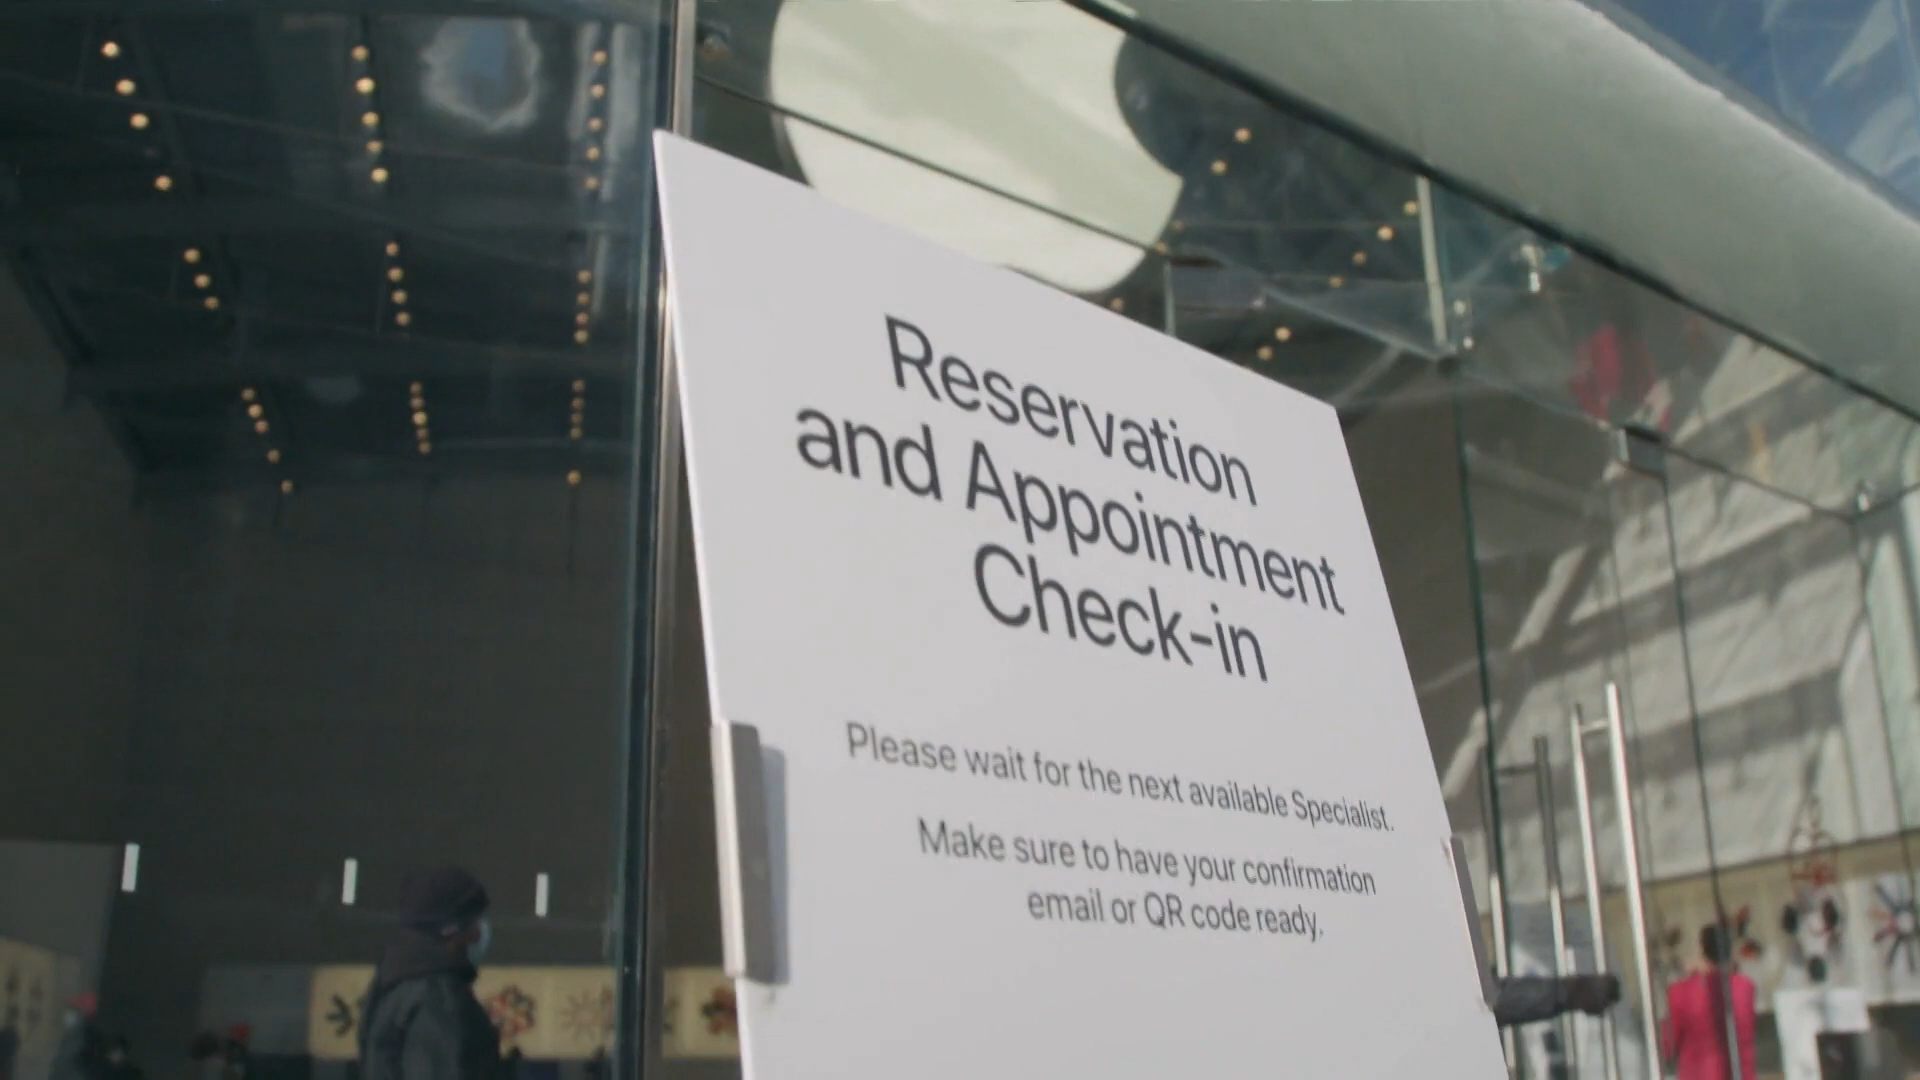 Reservation
and Appointment
Check-in
Please wait for the next available Specialist.
Make sure to have your confirmation
email or QR code ready.